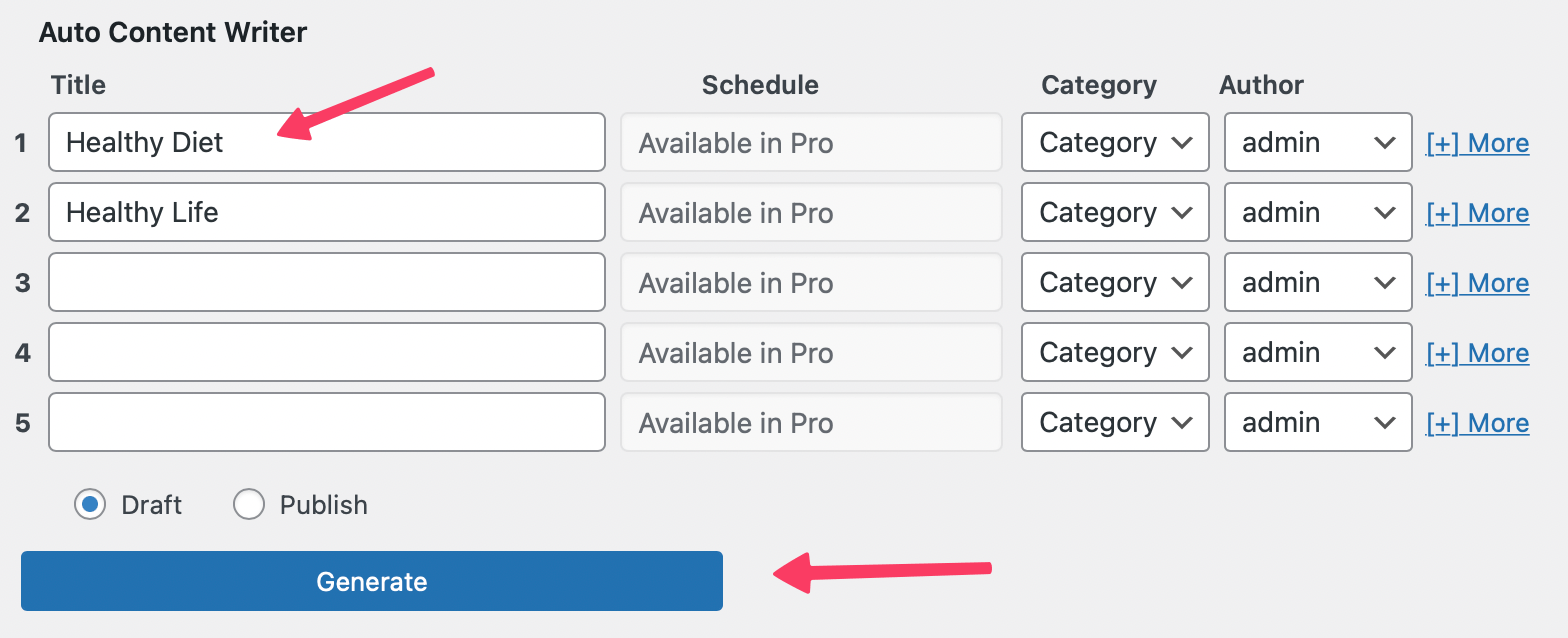 Auto Content Writer
Title Schedule Category Author
1 Healthy Diet Available in Pro Category admin [+] More
2 Healthy Life Available in Pro Category admin [+] More
3 Available in Pro Category admin [+] More
4 Available in Pro Category admin [+] More
5 Available in Pro Category admin [+] More
Draft Publish
Generate